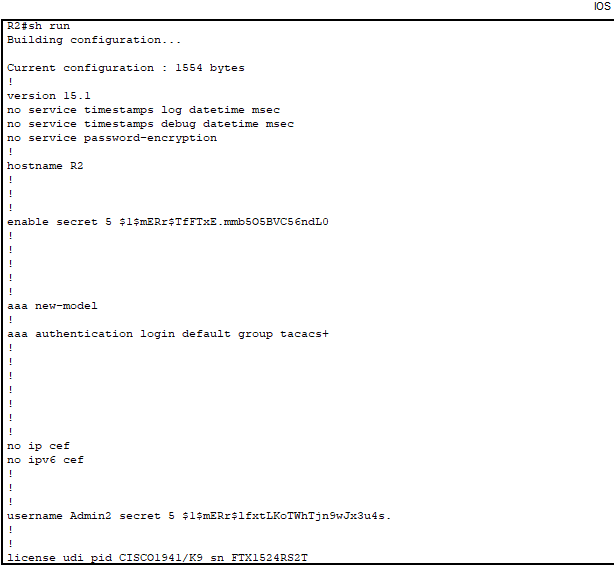 IOS
R2#sh run
Building configuration...
Current configuration : 1554 bytes
!
version 15.1
no service timestamps log datetime msec
no service timestamps debug datetime msec
no service password-encryption
!
hostname R2
!
!
!
enable secret 5 $1$mERr$TfFTxE.mmb5O5BVC56ndL0
!
!
!
!
!
aaa new-model
!
aaa authentication login default group tacacs+
!
!
!
!
!
!
!
no ip cef
no ipv6 cef
!
!
!
username Admin2 secret 5 $1$mERr$lfxtLKoTWhTjn9wJx3u4s.
!
!
license udi pid CISCO1941/K9 sn FTX1524RS2T